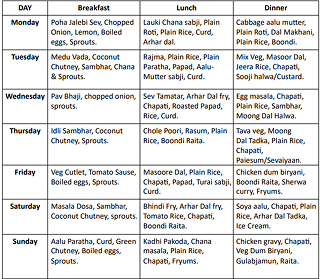 DAY Breakfast Lunch Dinner
Monday
Poha Jalebi Sev, Chopped
Onion, Lemon, Boiled
eggs, Sprouts.
Lauki Chana sabji, Plain
Roti, Plain Rice, Curd,
Arhar dal.
Cabbage aalu mutter,
Plain Roti, Dal Makhani,
Plain Rice, Boondi.
Tuesday
Medu Vada, Coconut
Chutney, Sambhar, Chana
& Sprouts.
Rajma, Plain Rice, Plain
Paratha, Papad, Aalu-
Mutter sabji, Curd.
Mix Veg, Masoor Dal,
Jeera Rice, Chapati,
Sooji halwa/Custard.
Wednesday
Pav Bhaji, chopped onion,
sprouts.
Sev Tamatar, Arhar Dal fry,
Chapati, Roasted Papad,
Rice, Curd.
Egg masala, Chapati,
Plain Rice, Sambhar,
Moong Dal Halwa.
Thursday
Idli Sambhar, Coconut
Chutney, Sprouts.
Chole Poori, Rasum, Plain
Rice, Boondi Raita.
Tava veg, Moong
Dal Tadka, Plain Rice,
Chapati,
Paiesum/Sevaiyaan.
Friday
Veg Cutlet, Tomato Sause,
Boiled eggs, Sprouts.
Masoore Dal, Plain Rice,
Chapati, Papad, Turai sabji,
Curd.
Chicken dum biryani,
Boondi Raita, Sherwa
curry, Fryums.
Saturday
Masala Dosa, Sambhar,
Coconut Chutney, sprouts.
Bhindi Fry, Arhar Dal fry,
Tomato Rice, Chapati,
Boondi Raita.
Soya aalu, Chapati, Plain
Rice, Arhar Dal Tadka,
Ice Cream.
Sunday
Aalu Paratha, Curd, Green
Chutney, Boiled Eggs,
Sprouts.
Kadhi Pakoda, Chana
masala, Plain Rice,
Chapati, Fryums.
Chicken gravy, Chapati,
Veg Dum Biryani,
Gulabjamun, Raita.